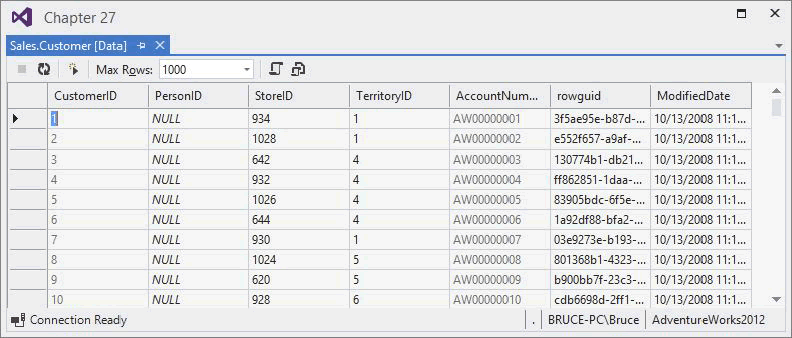 Chapter 27
Sales.Customer [Data]
Max Rows: 1000
CustomerID PersonID StoreID TerritoryID AccountNum... rowguid ModifiedDate
1 NULL 934 1 AW00000001 3f5ae95e-b87d-... 10/13/2008 11:1...
2 NULL 1028 1 AW00000002 e552f657-a9af-... 10/13/2008 11:1...
3 NULL 642 4 AW00000003 130774b1-db21... 10/13/2008 11:1...
4 NULL 932 4 AW00000004 ff862851-1daa-... 10/13/2008 11:1...
5 NULL 1026 4 AW00000005 83905bdc-6f5e-... 10/13/2008 11:1...
6 NULL 644 4 AW00000006 1a92df88-bfa2-... 10/13/2008 11:1...
7 NULL 930 1 AW00000007 03e9273e-b193-... 10/13/2008 11:1...
8 NULL 1024 5 AW00000008 801368b1-4323-... 10/13/2008 11:1...
9 NULL 620 5 AW00000009 b900bb7f-23c3-... 10/13/2008 11:1...
10 NULL 928 6 AW00000010 cdb6698d-2ff1-... 10/13/2008 11:1...
Connection Ready . BRUCE-PC\Bruce AdventureWorks2012